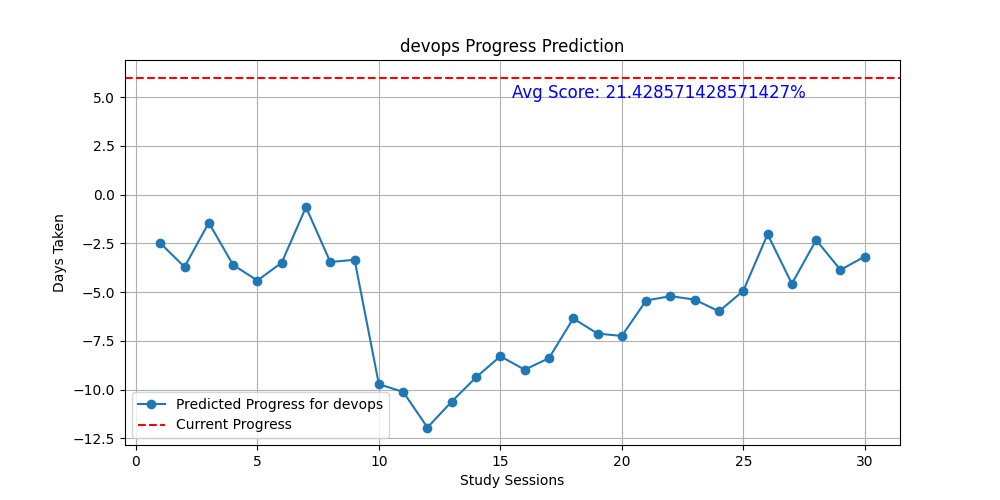 devops Progress Prediction
Avg Score: 21.428571428571427%
Days Taken
5.0
2.5
0.0
−2.5
−5.0
−7.5
−10.0
−12.5
Predicted Progress for devops
Current Progress
0 5 10 15 20 25 30
Study Sessions